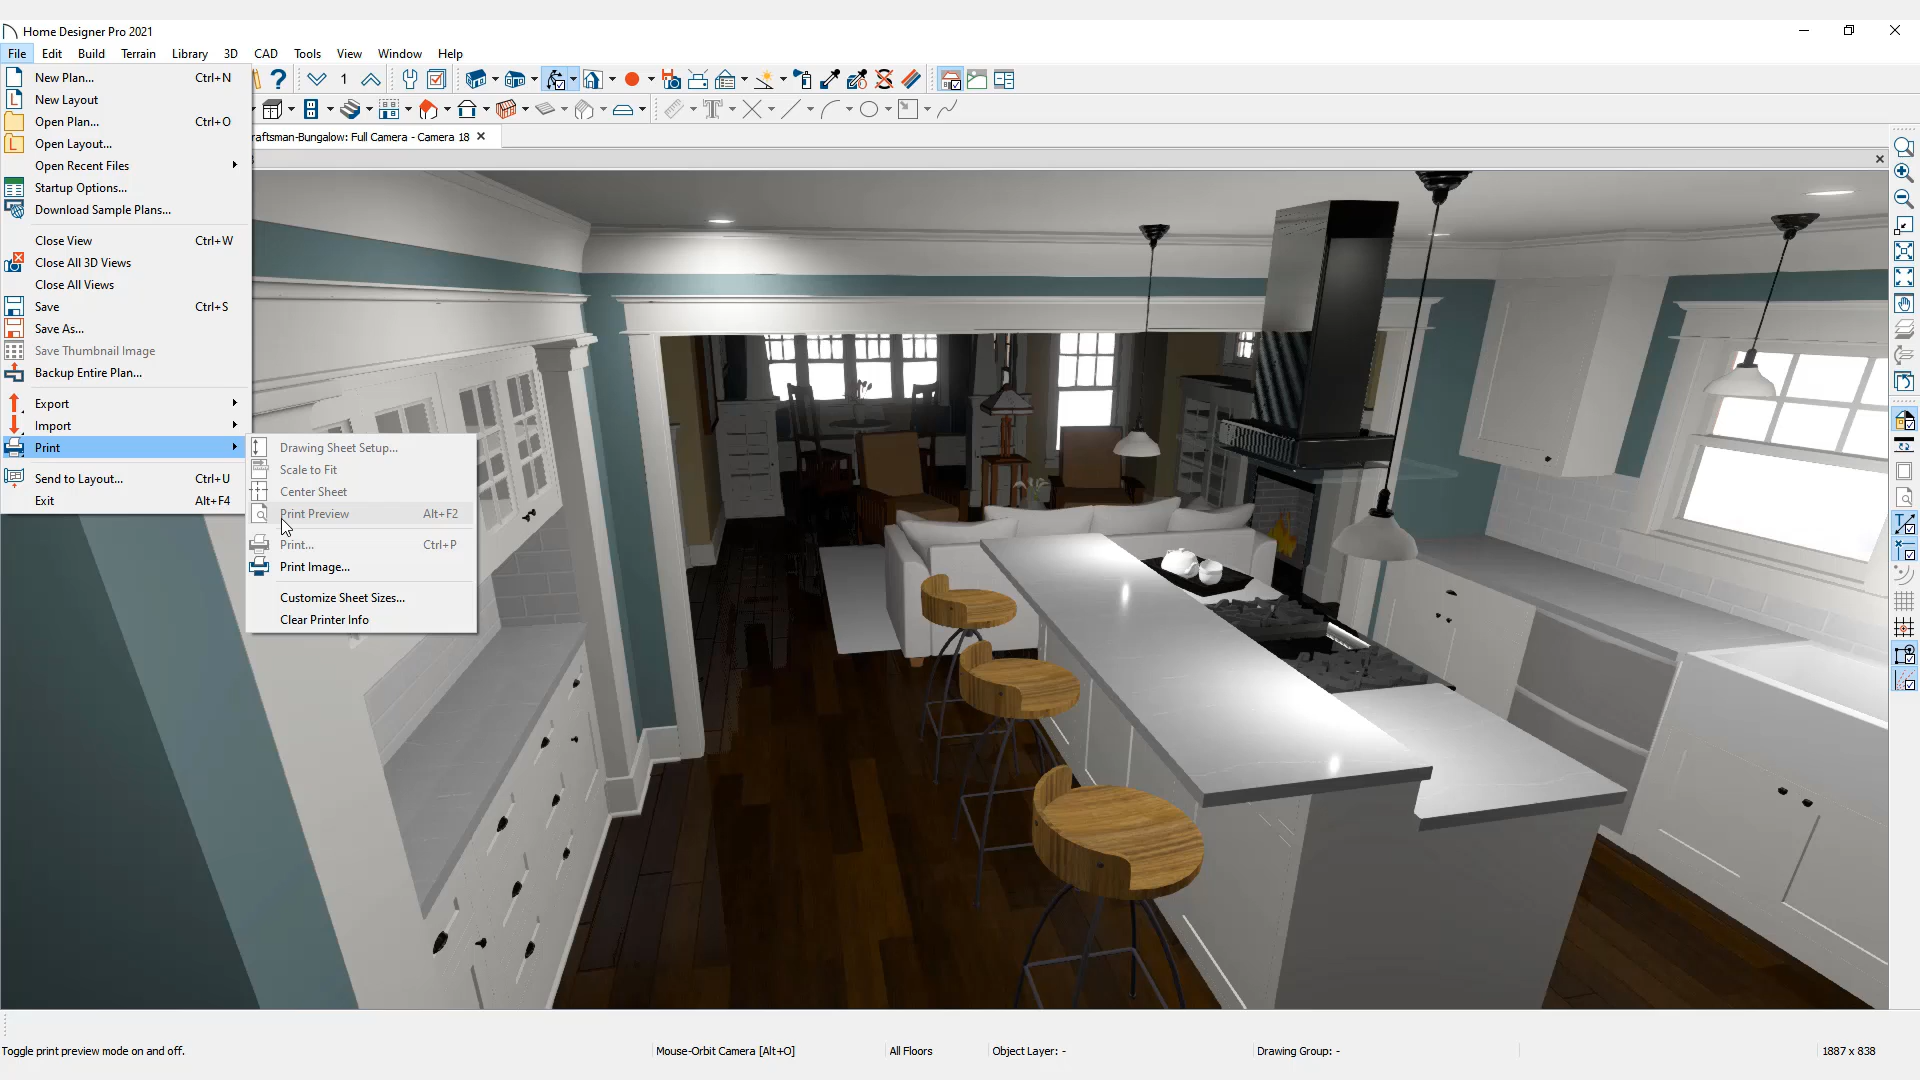 Home Designer Pro 2021
File Edit Build Terrain Library 3D CAD Tools View Window Help
New Plan... Ctrl+N
1
New Layout
Open Plan... Ctrl+O
Open Layout...
raftsman-Bungalow: Full Camera - Camera 18
Open Recent Files
Startup Options...
Download Sample Plans...
Close View Ctrl+W
Close All 3D Views
Close All Views
Save Ctrl+S
Save As...
Save Thumbnail Image
Backup Entire Plan...
Export
Import
Print
Send to Layout... Ctrl+U
Exit Alt+F4
Drawing Sheet Setup...
Scale to Fit
Center Sheet
Print Preview Alt+F2
Print... Ctrl+P
Print Image...
Customize Sheet Sizes...
Clear Printer Info
Toggle print preview mode on and off. Mouse-Orbit Camera [Alt+O] All Floors Object Layer: - Drawing Group: - 1887 x 838